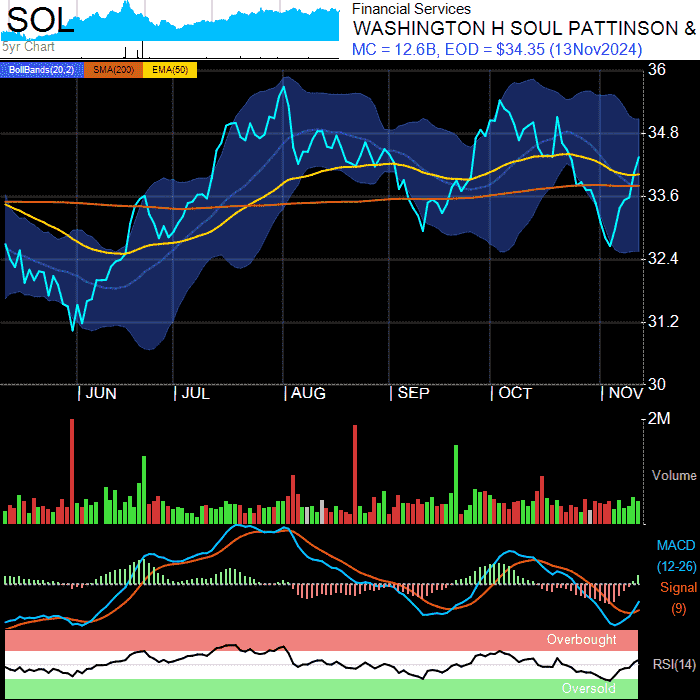 SOL
5yr Chart
Financial Services
WASHINGTON H SOUL PATTINSON &
MC = 12.6B, EOD = $34.35 (13Nov2024)
BollBands(20,2) SMA(200) EMA(50)
36
34.8
33.6
32.4
31.2
30
| JUN | JUL | AUG | SEP | OCT | NOV
2M
Volume
MACD
(12-26)
Signal
(9)
Overbought
RSI(14)
Oversold